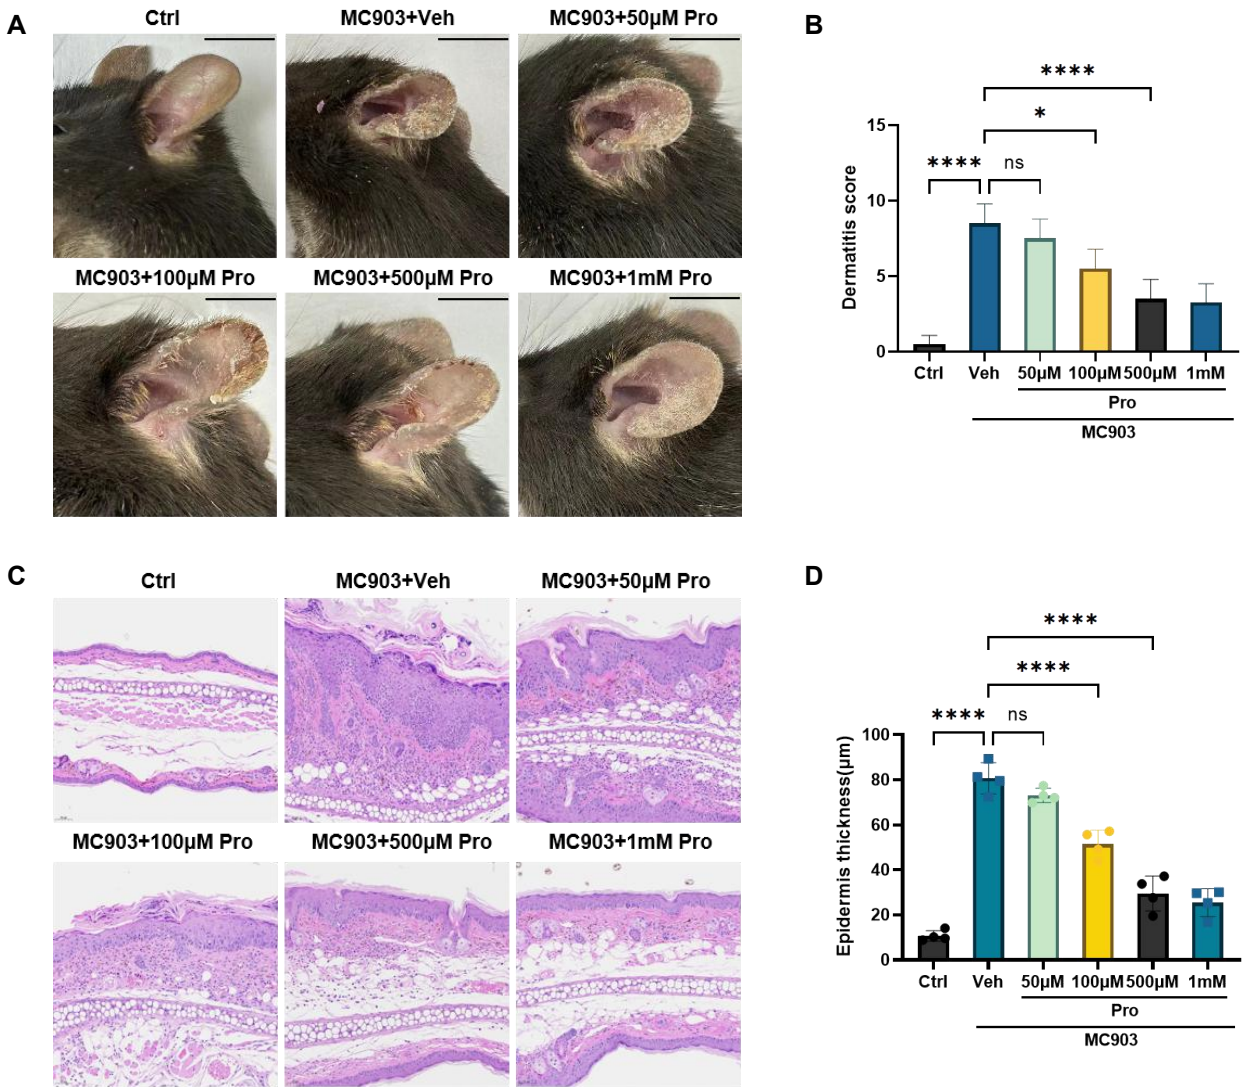 A
Ctrl
MC903+Veh
MC903+50μM Pro
MC903+100μM Pro
MC903+500μM Pro
MC903+1mM Pro
B
****
*
****
ns
Dermatitis score
15
10
5
0
Ctrl
Veh
50μM
100μM
500μM
1mM
Pro
MC903
C
Ctrl
MC903+Veh
MC903+50μM Pro
MC903+100μM Pro
MC903+500μM Pro
MC903+1mM Pro
D
****
****
****
ns
Epidermis thickness(μm)
100
80
60
40
20
0
Ctrl
Veh
50μM
100μM
500μM
1mM
Pro
MC903